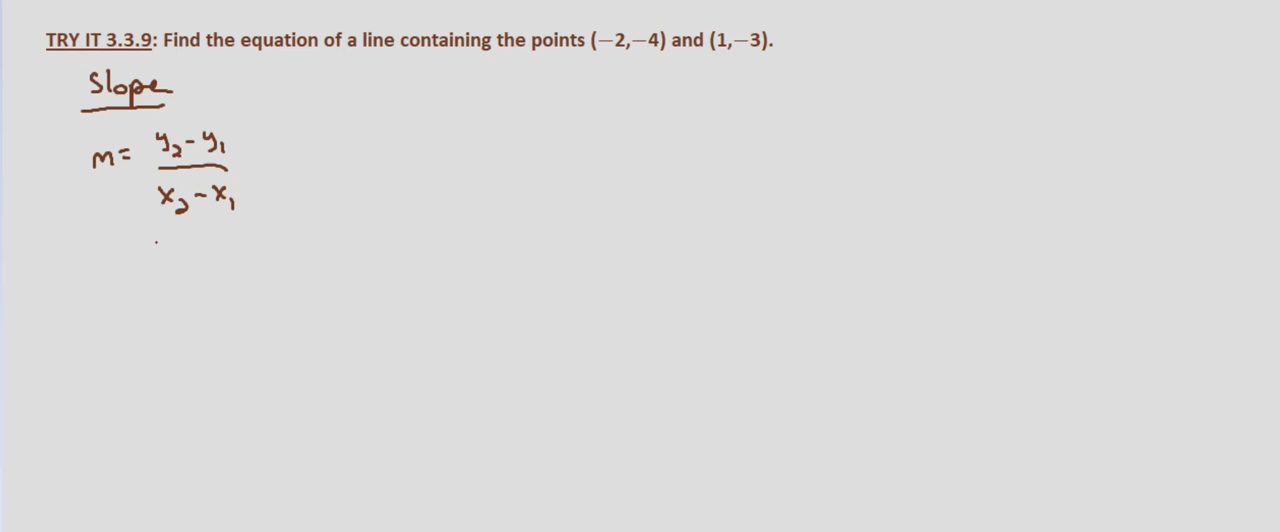 TRY IT 3.3.9: Find the equation of a line containing the points (−2,−4) and (1,−3).
Slope
m = y₂ - y₁
x₂ - x₁